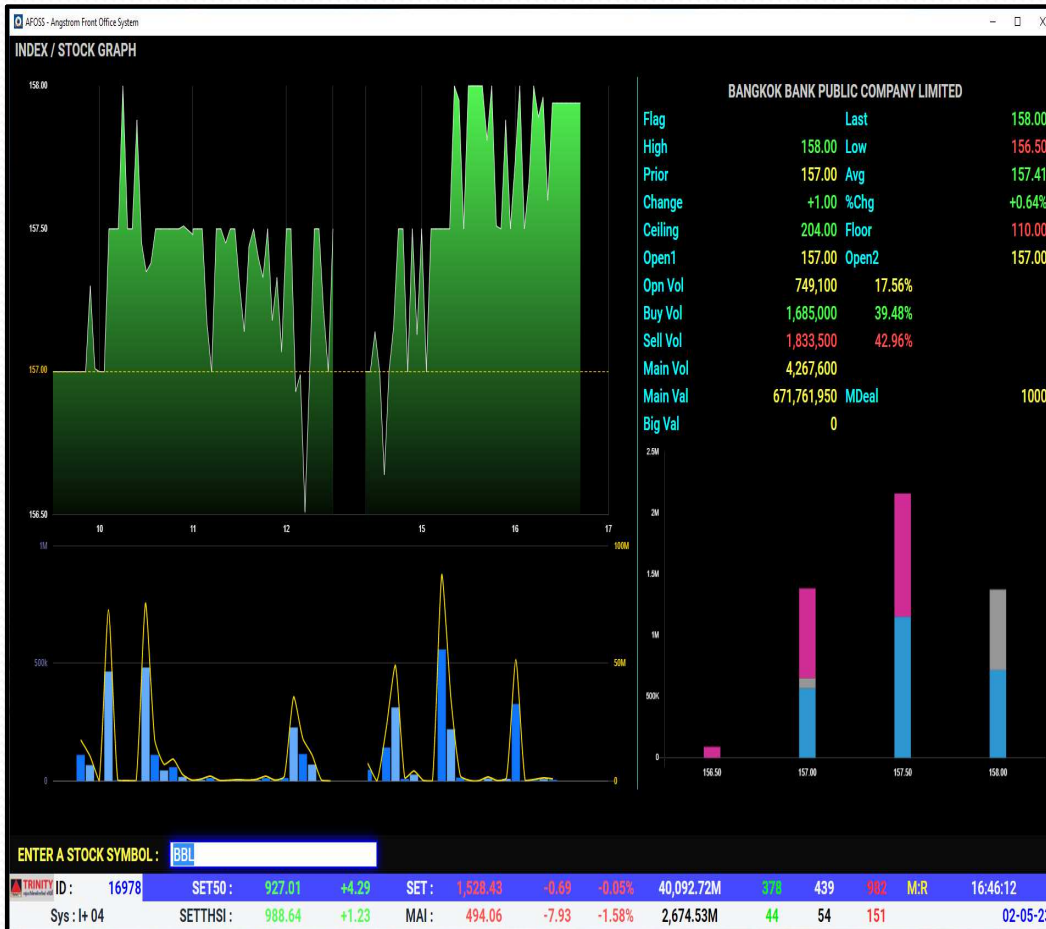 AFOSS - Angstrom Front Office System
INDEX / STOCK GRAPH
158.00
157.50
157.00
156.50
10 11 12 15 16 17
1M 100M
500k 50M
0 0
BANGKOK BANK PUBLIC COMPANY LIMITED
Flag Last 158.00
High 158.00 Low 156.50
Prior 157.00 Avg 157.41
Change +1.00 %Chg +0.64%
Ceiling 204.00 Floor 110.00
Open1 157.00 Open2 157.00
Opn Vol 749,100 17.56%
Buy Vol 1,685,000 39.48%
Sell Vol 1,833,500 42.96%
Main Vol 4,267,600
Main Val 671,761,950 MDeal 1000
Big Val 0
2.5M
2M
1.5M
1M
500K
0
156.50 157.00 157.50 158.00
ENTER A STOCK SYMBOL : BBL
TRINITY ID : 16978 SET50 : 927.01 +4.29 SET : 1,528.43 -0.69 -0.05% 40,092.72M 378 439 982 M:R 16:46:12
Sys : I+ 04 SETTHSI : 988.64 +1.23 MAI : 494.06 -7.93 -1.58% 2,674.53M 44 54 151 02-05-23